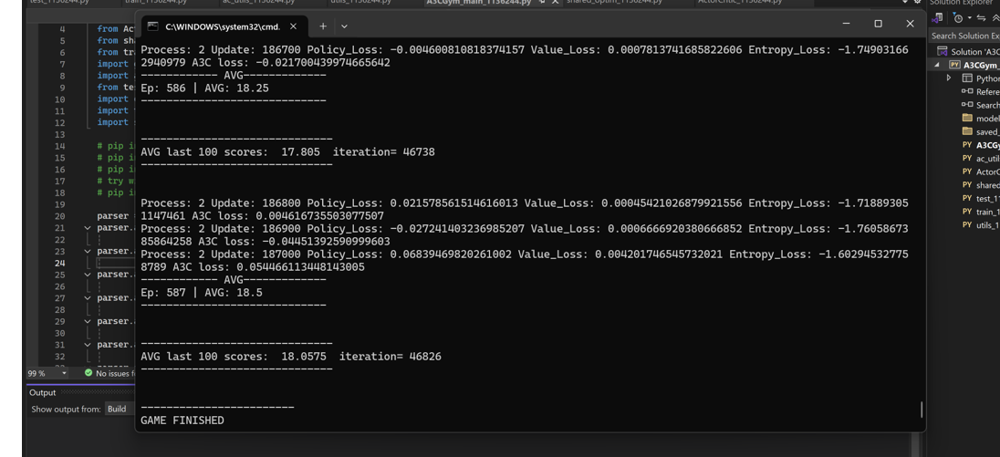 test_1136244.py train_1136244.py ac_utils_1136244.py utils_1136244.py A3CGym_main_1136244.py shared_optim_1136244.py ActorCritic_1136244.py
Solution Explorer
Search Solution Ex
Solution 'A3C
A3CGym_
Python
Refere
Search
model
saved_
A3CGy
ac_util
ActorC
shared
test_11
train_1
utils_1
4 from Ac
5 from sha
6 from tra
7 import
8 import
9 from te
10 import
11 import
12 import
13
14 # pip i
15 # pip i
16 # pip i
17 # try w
18 # pip i
19
20 parser
21 parser.
22
23 parser.
24
25 parser.
26
27 parser.
28
29 parser.
30
31 parser.
32
99 % No issues f
Output
Show output from: Build
C:\WINDOWS\system32\cmd.
Process: 2 Update: 186700 Policy_Loss: -0.004600810818374157 Value_Loss: 0.0007813741685822606 Entropy_Loss: -1.74903166
2940979 A3C loss: -0.021700439974665642
------------ AVG-------------
Ep: 586 | AVG: 18.25
-----------------------------
------------------------------
AVG last 100 scores:  17.805  iteration= 46738
------------------------------
Process: 2 Update: 186800 Policy_Loss: 0.021578561514616013 Value_Loss: 0.00045421026879921556 Entropy_Loss: -1.71889305
1147461 A3C loss: 0.004616735503077507
Process: 2 Update: 186900 Policy_Loss: -0.027241403236985207 Value_Loss: 0.0006666920380666852 Entropy_Loss: -1.76058673
85864258 A3C loss: -0.04451392590999603
Process: 2 Update: 187000 Policy_Loss: 0.06839469820261002 Value_Loss: 0.004201746545732021 Entropy_Loss: -1.60294532775
8789 A3C loss: 0.054466113448143005
------------ AVG-------------
Ep: 587 | AVG: 18.5
-----------------------------
------------------------------
AVG last 100 scores:  18.0575  iteration= 46826
------------------------------
------------------------
GAME FINISHED